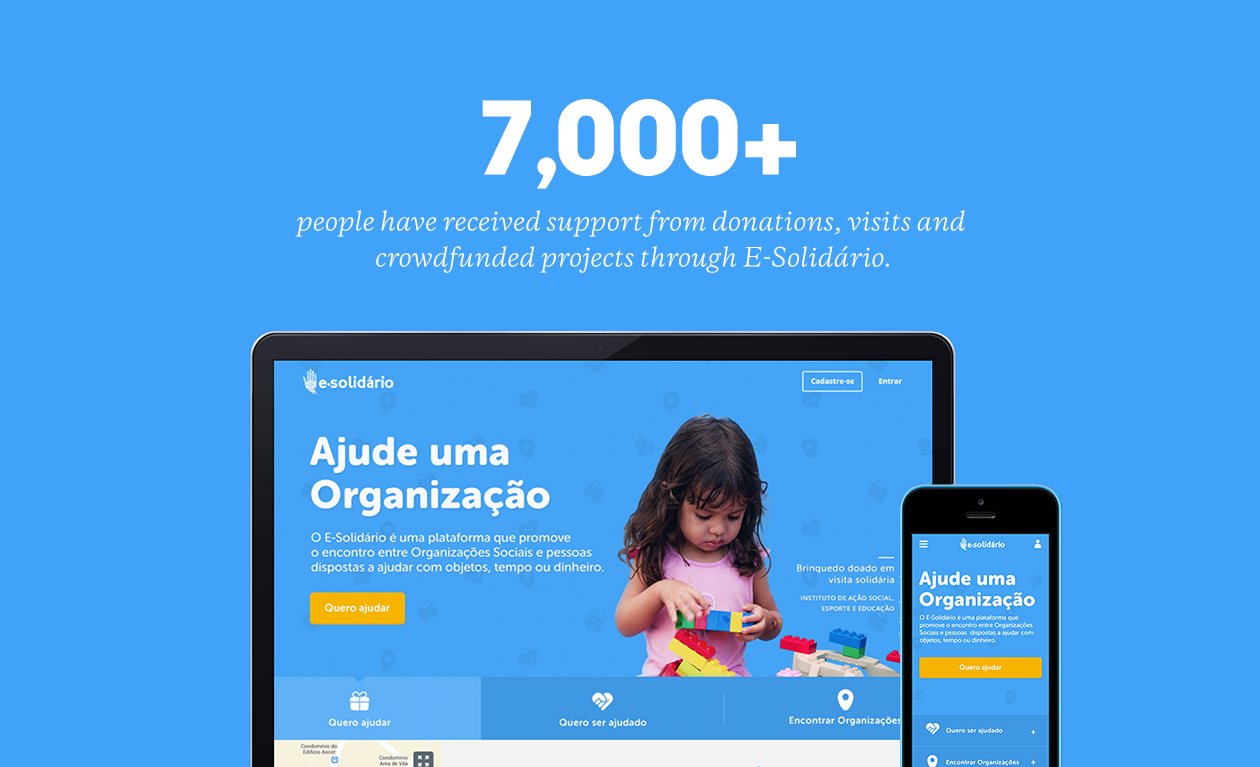 7,000+
people have received support from donations, visits and
crowdfunded projects through E-Solidário.
e-solidário
Cadastre-se
Entrar
Ajude uma
Organização
O E-Solidário é uma plataforma que promove
o encontro entre Organizações Sociais e pessoas
dispostas a ajudar com objetos, tempo ou dinheiro.
Quero ajudar
Brinquedo doado em
visita solidária
INSTITUTO DE AÇÃO SOCIAL,
ESPORTE E EDUCAÇÃO
Quero ajudar
Quero ser ajudado
Encontrar Organizações
Condomínio do
Edifício Ascot
Condomínio
Área de Vila
e-solidário
Ajude uma
Organização
O E-Solidário é uma plataforma que
promove o encontro entre Organizações
Sociais e pessoas dispostas a ajudar com
objetos, tempo ou dinheiro.
Quero ajudar
Quero ser ajudado +
Encontrar Organizações +